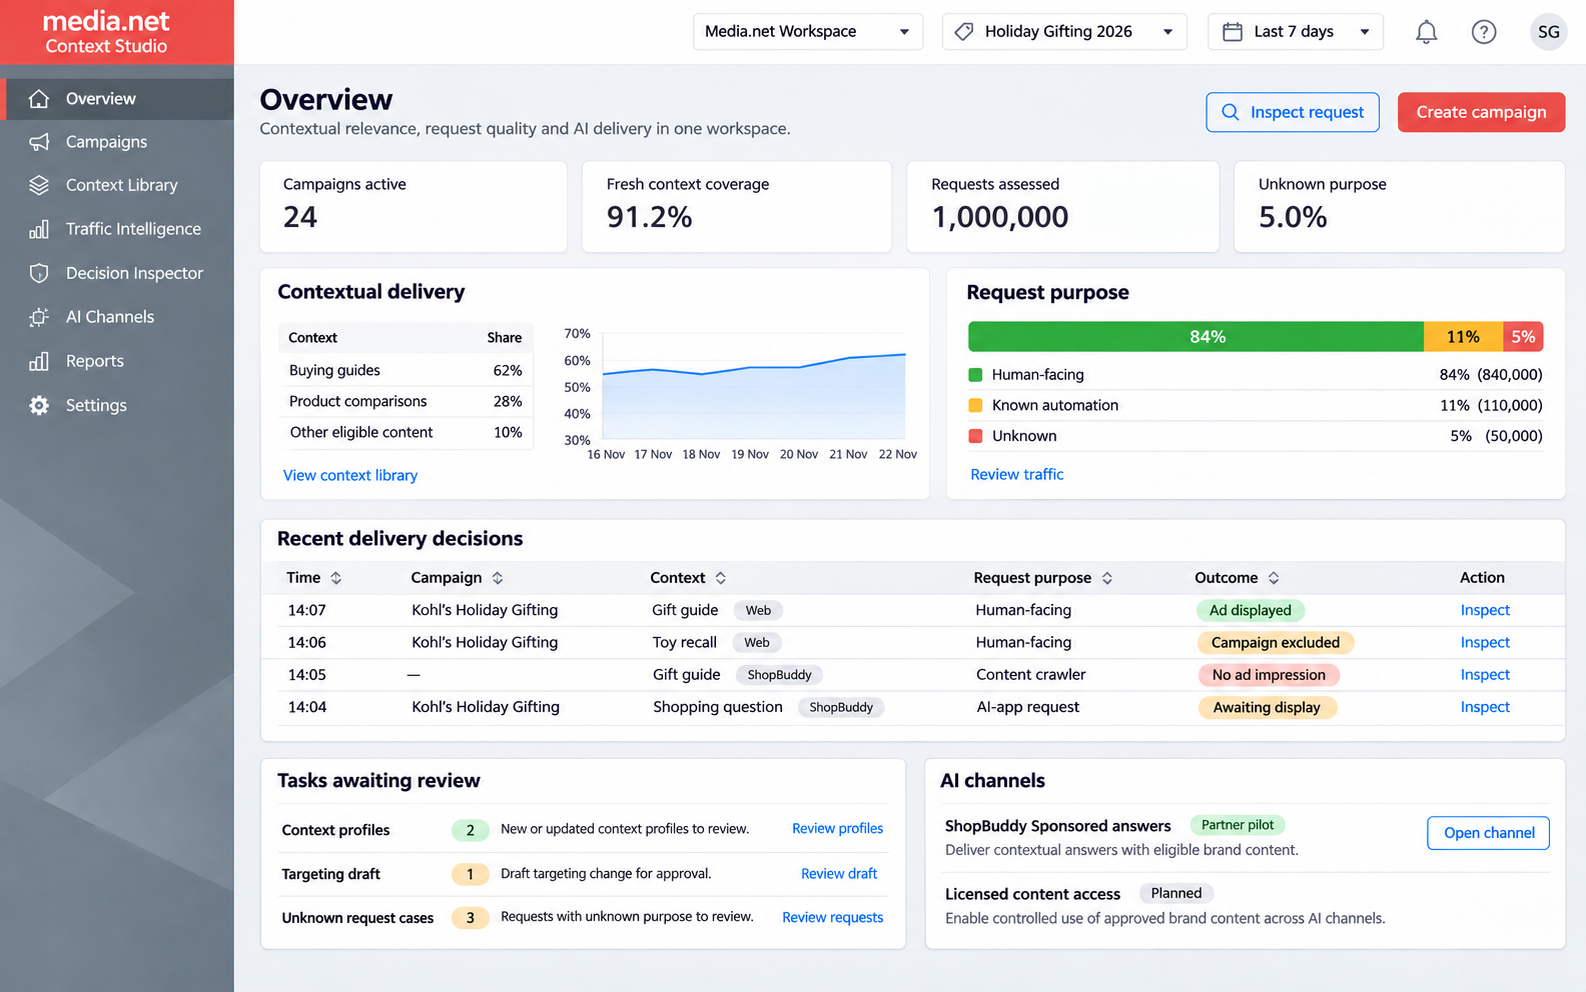 media.net
Context Studio
Media.net Workspace
Holiday Gifting 2026
Last 7 days
?
SG
Overview
Campaigns
Context Library
Traffic Intelligence
Decision Inspector
AI Channels
Reports
Settings
Overview
Contextual relevance, request quality and AI delivery in one workspace.
Inspect request
Create campaign
Campaigns active
24
Fresh context coverage
91.2%
Requests assessed
1,000,000
Unknown purpose
5.0%
Contextual delivery
Context Share
Buying guides 62%
Product comparisons 28%
Other eligible content 10%
View context library
70%
60%
50%
40%
30%
16 Nov 17 Nov 18 Nov 19 Nov 20 Nov 21 Nov 22 Nov
Request purpose
84% 11% 5%
Human-facing 84% (840,000)
Known automation 11% (110,000)
Unknown 5% (50,000)
Review traffic
Recent delivery decisions
Time Campaign Context Request purpose Outcome Action
14:07 Kohl's Holiday Gifting Gift guide Web Human-facing Ad displayed Inspect
14:06 Kohl's Holiday Gifting Toy recall Web Human-facing Campaign excluded Inspect
14:05 — Gift guide ShopBuddy Content crawler No ad impression Inspect
14:04 Kohl's Holiday Gifting Shopping question ShopBuddy AI-app request Awaiting display Inspect
Tasks awaiting review
Context profiles 2 New or updated context profiles to review. Review profiles
Targeting draft 1 Draft targeting change for approval. Review draft
Unknown request cases 3 Requests with unknown purpose to review. Review requests
AI channels
ShopBuddy Sponsored answers Partner pilot
Deliver contextual answers with eligible brand content.
Open channel
Licensed content access Planned
Enable controlled use of approved brand content across AI channels.